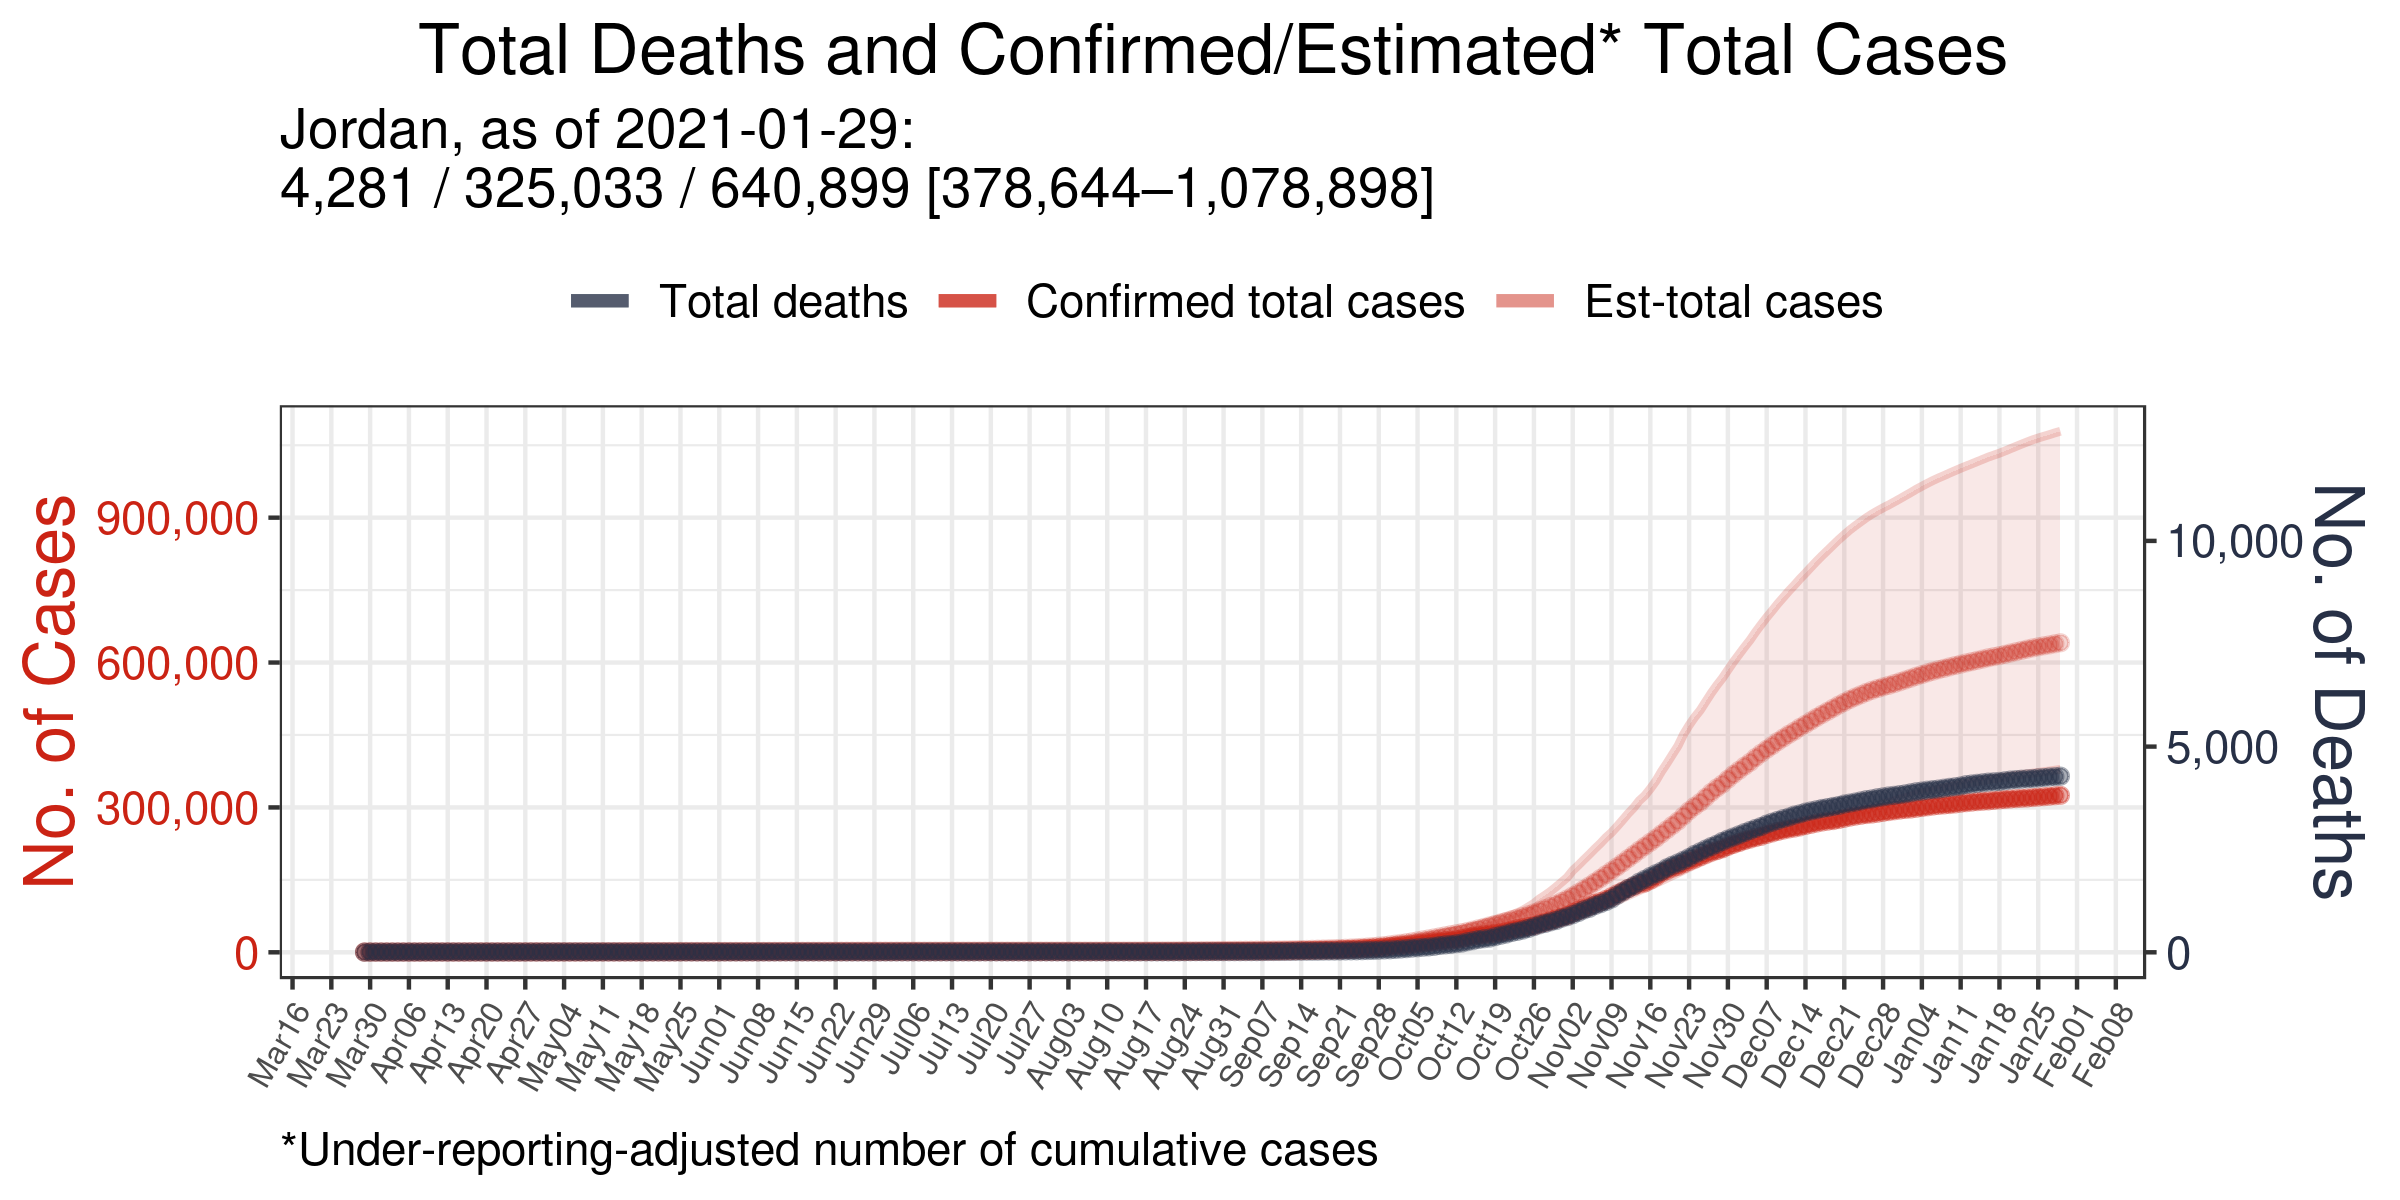 Total Deaths and Confirmed/Estimated* Total Cases
Jordan, as of 2021-01-29:
4,281 / 325,033 / 640,899 [378,644–1,078,898]
Total deaths
Confirmed total cases
Est-total cases
No. of Cases
900,000
600,000
300,000
0
10,000
5,000
0
No. of Deaths
Mar16
Mar23
Mar30
Apr06
Apr13
Apr20
Apr27
May04
May11
May18
May25
Jun01
Jun08
Jun15
Jun22
Jun29
Jul06
Jul13
Jul20
Jul27
Aug03
Aug10
Aug17
Aug24
Aug31
Sep07
Sep14
Sep21
Sep28
Oct05
Oct12
Oct19
Oct26
Nov02
Nov09
Nov16
Nov23
Nov30
Dec07
Dec14
Dec21
Dec28
Jan04
Jan11
Jan18
Jan25
Feb01
Feb08
*Under-reporting-adjusted number of cumulative cases